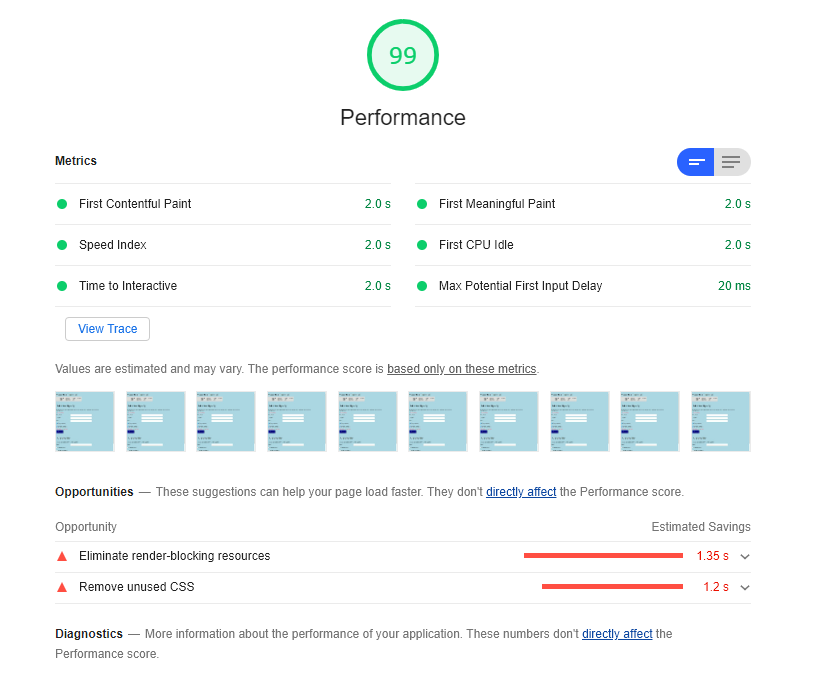 99
Performance
Metrics
First Contentful Paint 2.0 s
First Meaningful Paint 2.0 s
Speed Index 2.0 s
First CPU Idle 2.0 s
Time to Interactive 2.0 s
Max Potential First Input Delay 20 ms
View Trace
Values are estimated and may vary. The performance score is based only on these metrics.
Opportunities — These suggestions can help your page load faster. They don't directly affect the Performance score.
Opportunity Estimated Savings
Eliminate render-blocking resources 1.35 s
Remove unused CSS 1.2 s
Diagnostics — More information about the performance of your application. These numbers don't directly affect the
Performance score.